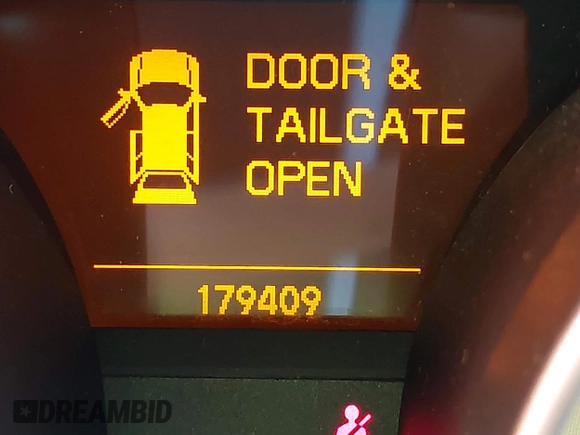 DOOR &
TAILGATE
OPEN
179409
DREAMBID